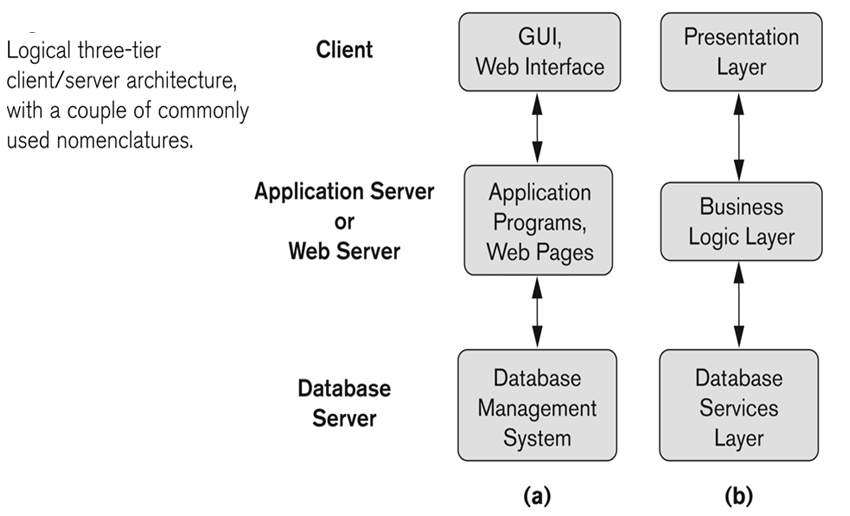 Logical three-tier
client/server architecture,
with a couple of commonly
used nomenclatures.
Client
GUI,
Web Interface
Presentation
Layer
Application Server
or
Web Server
Application
Programs,
Web Pages
Business
Logic Layer
Database
Server
Database
Management
System
Database
Services
Layer
(a)
(b)